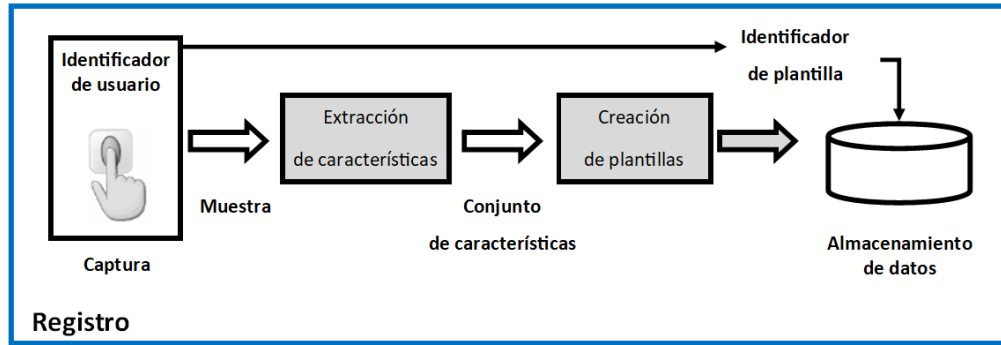 Identificador
de usuario
Identificador
de plantilla
Extracción
de características
Creación
de plantillas
Muestra
Conjunto
de características
Captura
Almacenamiento
de datos
Registro